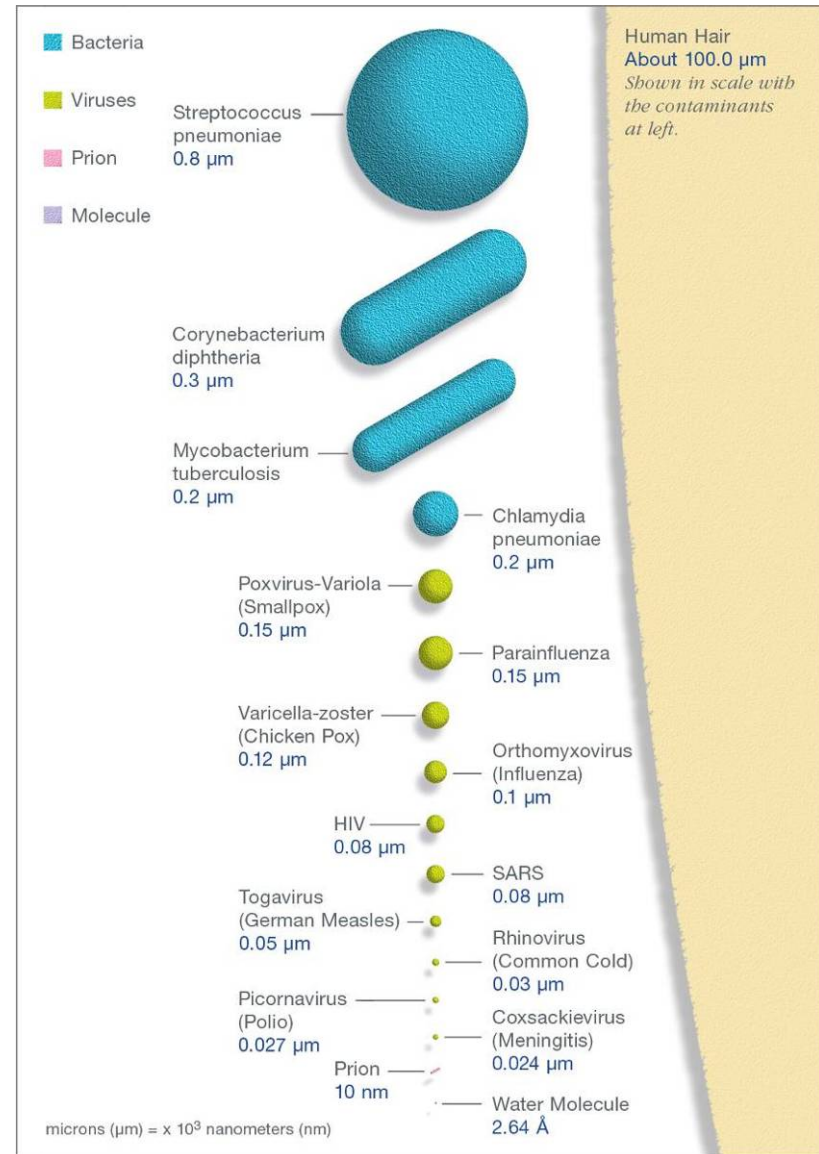 Bacteria
Viruses
Prion
Molecule
Human Hair
About 100.0 µm
Shown in scale with
the contaminants
at left.
Streptococcus
pneumoniae
0.8 µm
Corynebacterium
diphtheria
0.3 µm
Mycobacterium
tuberculosis
0.2 µm
Chlamydia
pneumoniae
0.2 µm
Poxvirus-Variola
(Smallpox)
0.15 µm
Parainfluenza
0.15 µm
Varicella-zoster
(Chicken Pox)
0.12 µm
Orthomyxovirus
(Influenza)
0.1 µm
HIV
0.08 µm
SARS
0.08 µm
Togavirus
(German Measles)
0.05 µm
Rhinovirus
(Common Cold)
0.03 µm
Picornavirus
(Polio)
0.027 µm
Coxsackievirus
(Meningitis)
0.024 µm
Prion
10 nm
Water Molecule
2.64 Å
microns (µm) = x 10³ nanometers (nm)